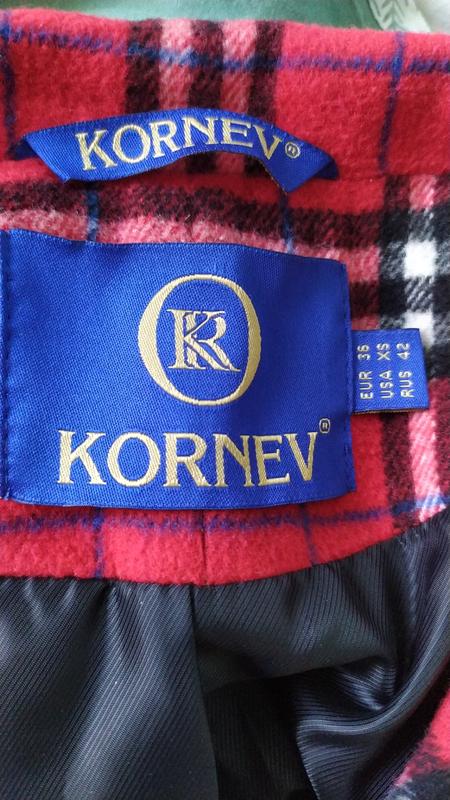 KORNEV®
KR
KORNEV®
EUR 36
USA XS
RUS 42